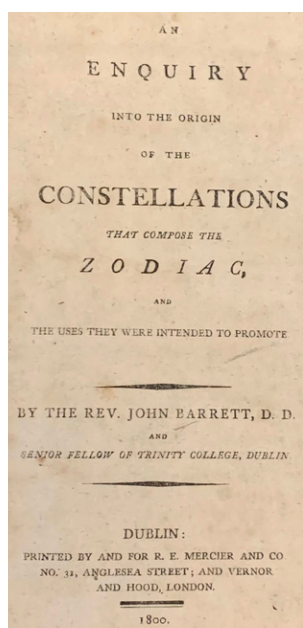 AN
ENQUIRY
INTO THE ORIGIN
OF THE
CONSTELLATIONS
THAT COMPOSE THE
ZODIAC,
AND
THE USES THEY WERE INTENDED TO PROMOTE
BY THE REV. JOHN BARRETT, D. D.
AND
SENIOR FELLOW OF TRINITY COLLEGE, DUBLIN
DUBLIN:
PRINTED BY AND FOR R. E. MERCIER AND CO
NO. 31, ANGLESEA STREET; AND VERNOR
AND HOOD, LONDON.
1800.